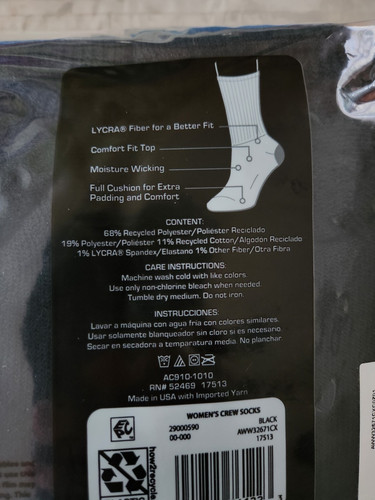 LYCRA® Fiber for a Better Fit
Comfort Fit Top
Moisture Wicking
Full Cushion for Extra
Padding and Comfort
CONTENT:
68% Recycled Polyester/Poliéster Reciclado
19% Polyester/Poliéster 11% Recycled Cotton/Algodón Reciclado
1% LYCRA® Spandex/Elastano 1% Other Fiber/Otra Fibra
CARE INSTRUCTIONS:
Machine wash cold with like colors.
Use only non-chlorine bleach when needed.
Tumble dry medium. Do not iron.
INSTRUCCIONES:
Lavar a máquina con agua fria con colores similares.
Usar solamente blanqueador sin cloro si es necesario.
Secar en secadora a temperatura media. No planchar.
AC910-1010
RN# 52469 17513
Made in USA with Imported Yarn
WOMEN'S CREW SOCKS
BLACK
29000590
AWW32671CX
00-000
17513
how2recycle